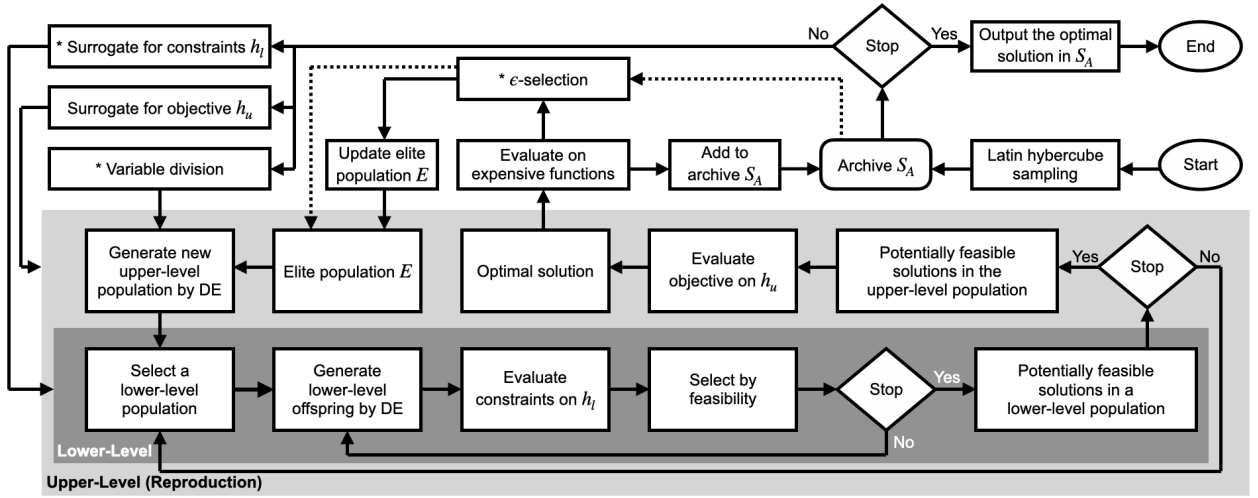 * Surrogate for constraints h_l
No
Stop
Yes
Output the optimal
solution in S_A
End
* ϵ-selection
Surrogate for objective h_u
* Variable division
Update elite
population E
Evaluate on
expensive functions
Add to
archive S_A
Archive S_A
Latin hybercube
sampling
Start
Generate new
upper-level
population by DE
Elite population E
Optimal solution
Evaluate
objective on h_u
Potentially feasible
solutions in the
upper-level population
Yes
Stop
No
Select a
lower-level
population
Generate
lower-level
offspring by DE
Evaluate
constraints on h_l
Select by
feasibility
Stop
Yes
Potentially feasible
solutions in a
lower-level population
No
Lower-Level
Upper-Level (Reproduction)